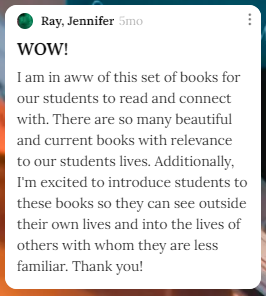 Ray, Jennifer 5mo
WOW!
I am in aww of this set of books for
our students to read and connect
with. There are so many beautiful
and current books with relevance
to our students lives. Additionally,
I'm excited to introduce students to
these books so they can see outside
their own lives and into the lives of
others with whom they are less
familiar. Thank you!